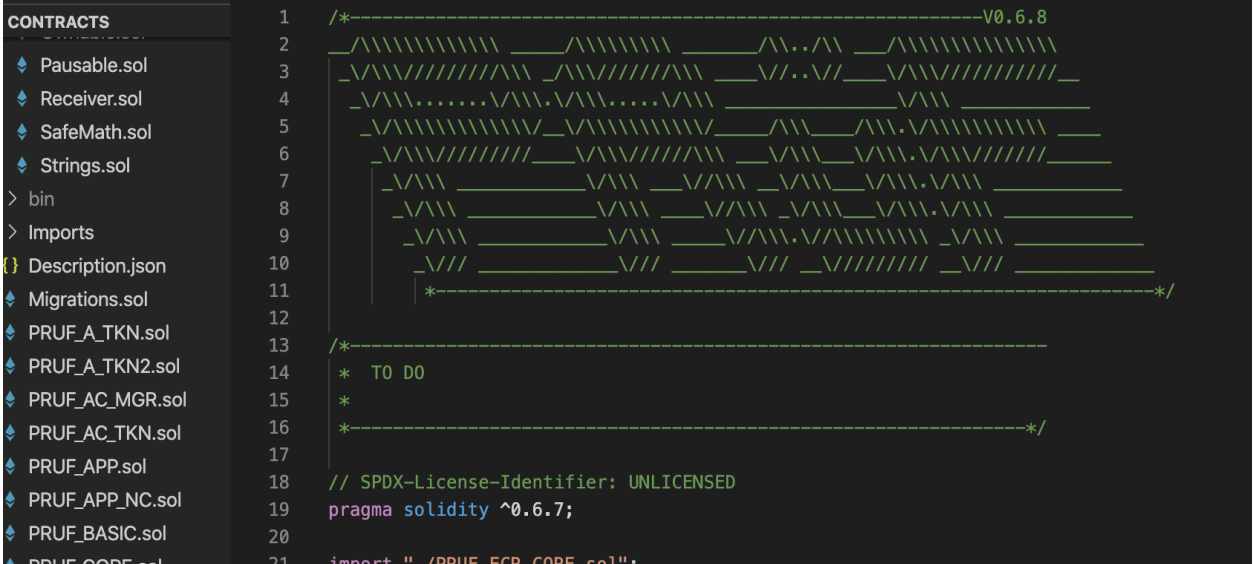 CONTRACTS
Pausable.sol
Receiver.sol
SafeMath.sol
Strings.sol
bin
Imports
{} Description.json
Migrations.sol
PRUF_A_TKN.sol
PRUF_A_TKN2.sol
PRUF_AC_MGR.sol
PRUF_AC_TKN.sol
PRUF_APP.sol
PRUF_APP_NC.sol
PRUF_BASIC.sol
1 /*-----------------------------------------------------------V0.6.8
2 __/\\\\\\\\\\\\\ _____/\\\\\\\\\ _______/\\../\\ ___/\\\\\\\\\\\\\\\
3 _\/\\\/////////\\\ _/\\\///////\\\ ____\//..\//____\/\\\///////////__
4 _\/\\\.......\/\\\.\/\\\.....\/\\\ ________________\/\\\ ____________
5 _\/\\\\\\\\\\\\\/__\/\\\\\\\\\\\/_____/\\\____/\\\.\/\\\\\\\\\\\ ____
6 _\/\\\/////////____\/\\\//////\\\ ___\/\\\___\/\\\.\/\\\///////______
7 _\/\\\ ____________\/\\\ ___\//\\\ __\/\\\___\/\\\.\/\\\ ____________
8 _\/\\\ _____________\/\\\ ____\//\\\ _\/\\\___\/\\\.\/\\\ ____________
9 _\/\\\ ____________\/\\\ _____\//\\\.\//\\\\\\\\\ _\/\\\ ____________
10 _\/// _____________\/// _______\/// __\///////// __\/// _____________
11 *-------------------------------------------------------------------*/
12
13 /*-----------------------------------------------------------------
14 * TO DO
15 *
16 *---------------------------------------------------------------*/
17
18 // SPDX-License-Identifier: UNLICENSED
19 pragma solidity ^0.6.7;
20
21 import "./PRUF_ECR_CORE.sol";